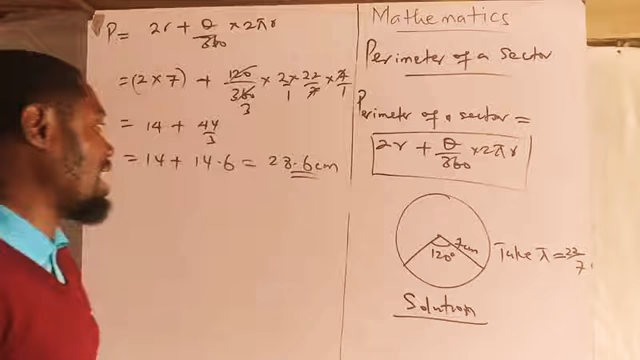 Mathematics
Perimeter of a Sector
Perimeter of a sector =
2r + θ/360 × 2πr
7cm
120°
Take π = 22/7
Solution
P = 2r + θ/360 × 2πr
= (2 × 7) + 120/360 × 2/1 × 22/7 × 7/1
3
= 14 + 44/3
= 14 + 14.6 = 28.6cm